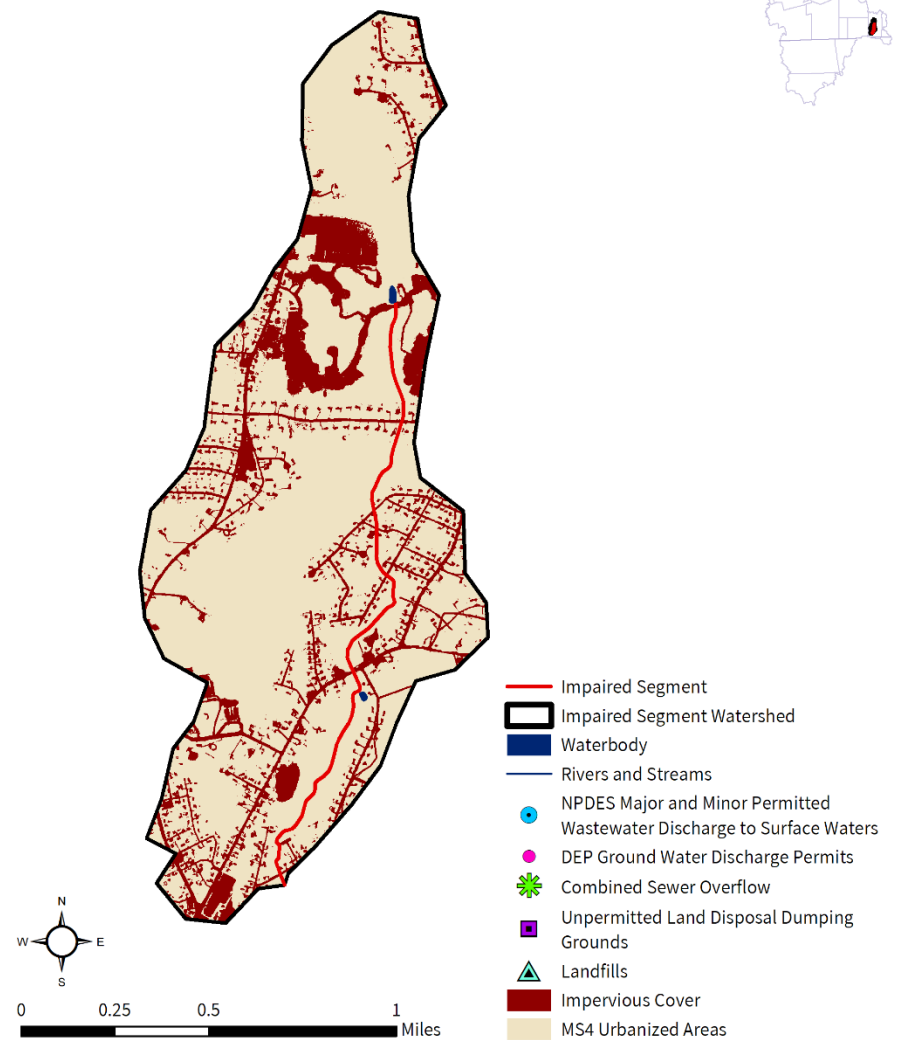 Impaired Segment
Impaired Segment Watershed
Waterbody
Rivers and Streams
NPDES Major and Minor Permitted
Wastewater Discharge to Surface Waters
DEP Ground Water Discharge Permits
Combined Sewer Overflow
Unpermitted Land Disposal Dumping
Grounds
Landfills
Impervious Cover
MS4 Urbanized Areas
N
W E
S
0 0.25 0.5 1
Miles